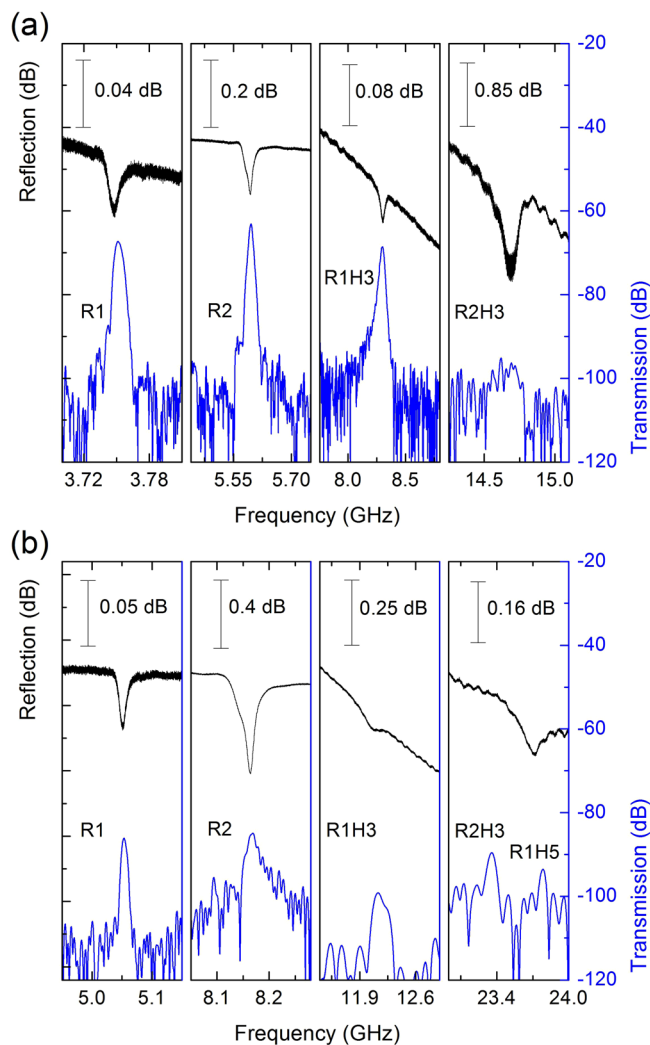 (a)
Reflection (dB)
0.04 dB
0.2 dB
0.08 dB
0.85 dB
R1
R2
R1H3
R2H3
-20
-40
-60
-80
-100
-120
Transmission (dB)
3.72 3.78 5.55 5.70 8.0 8.5 14.5 15.0
Frequency (GHz)
(b)
Reflection (dB)
0.05 dB
0.4 dB
0.25 dB
0.16 dB
R1
R2
R1H3
R2H3
R1H5
-20
-40
-60
-80
-100
-120
Transmission (dB)
5.0 5.1 8.1 8.2 11.9 12.6 23.4 24.0
Frequency (GHz)